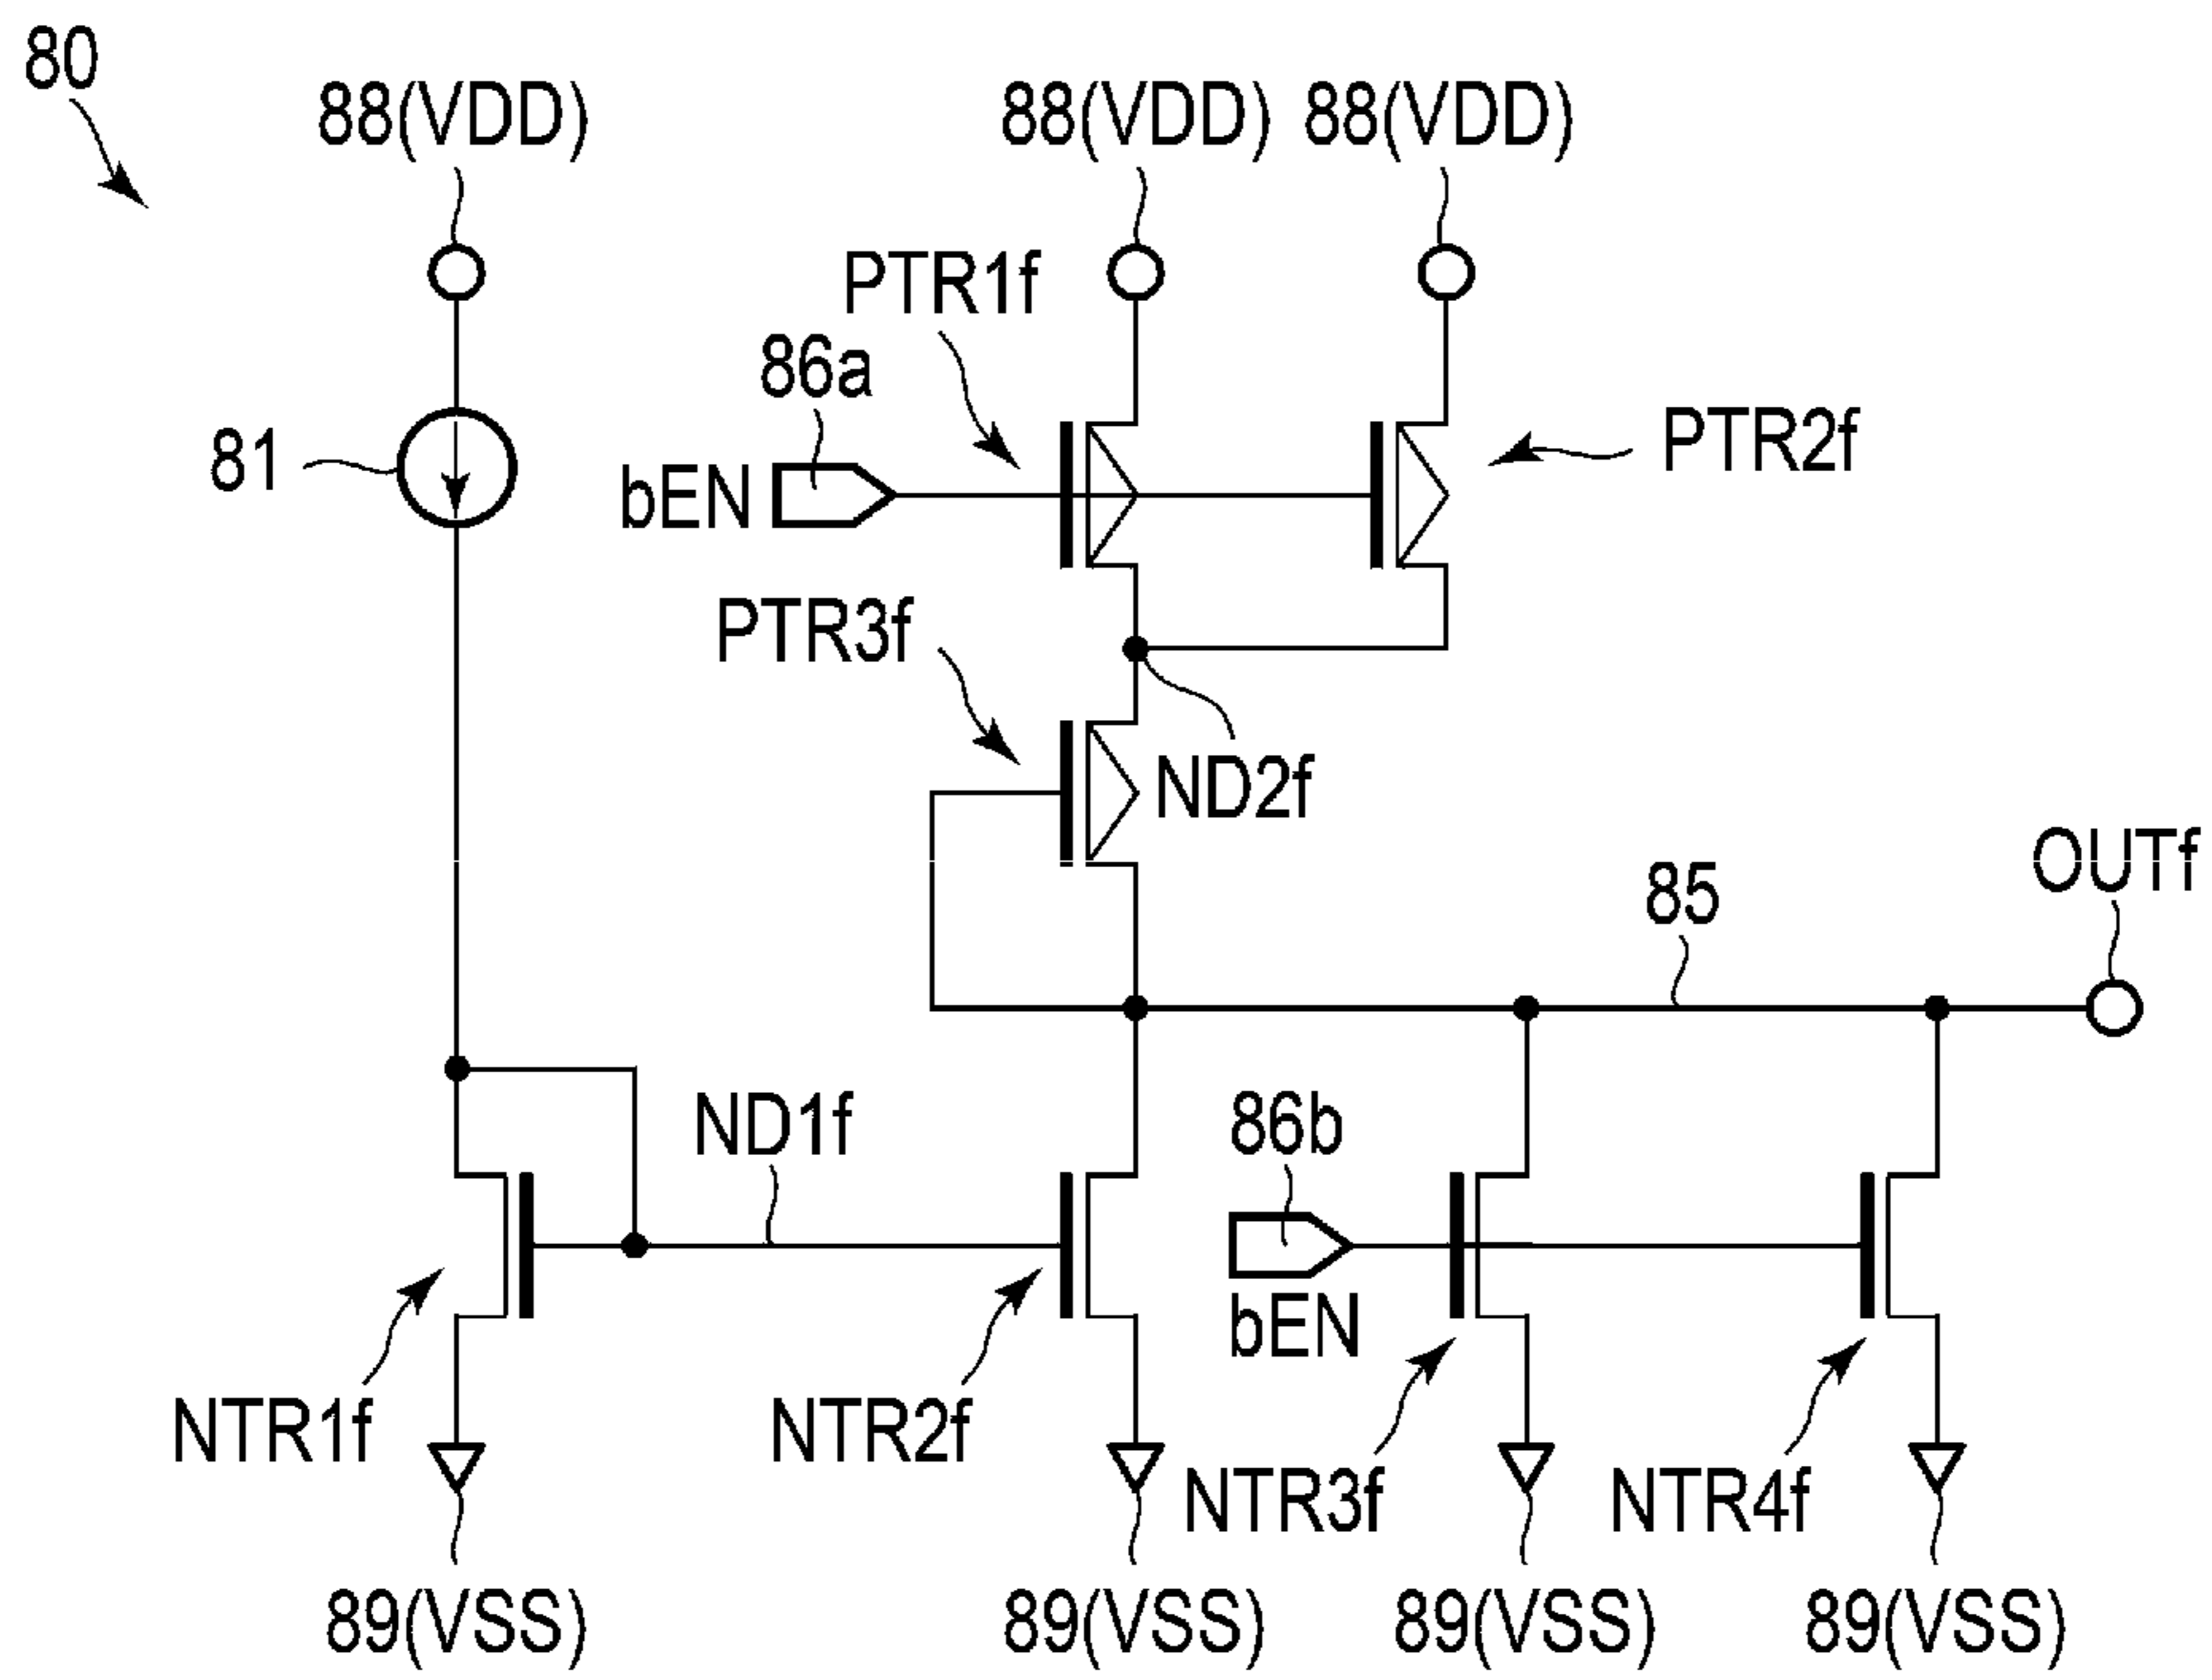 80
88(VDD)
88(VDD)
88(VDD)
PTR1f
86a
PTR2f
81
bEN
PTR3f
ND2f
OUTf
85
ND1f
86b
bEN
NTR1f
NTR2f
NTR3f
NTR4f
89(VSS)
89(VSS)
89(VSS)
89(VSS)